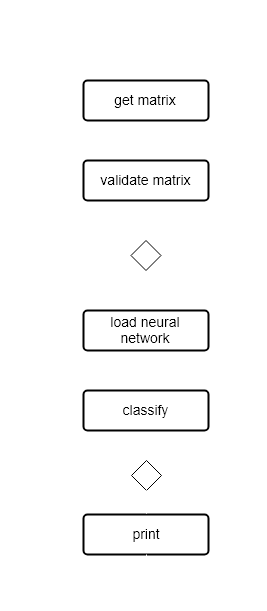 get matrix
validate matrix
load neural
network
classify
print